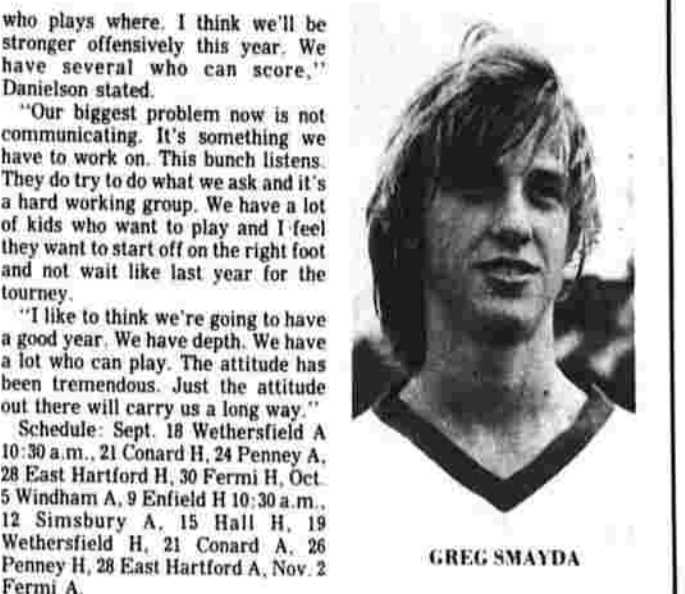 who plays where. I think we'll be
stronger offensively this year. We
have several who can score,"
Danielson stated.
"Our biggest problem now is not
communicating. It's something we
have to work on. This bunch listens.
They do try to do what we ask and it's
a hard working group. We have a lot
of kids who want to play and I feel
they want to start off on the right foot
and not wait like last year for the
tourney.
"I like to think we're going to have
a good year. We have depth. We have
a lot who can play. The attitude has
been tremendous. Just the attitude
out there will carry us a long way."
Schedule: Sept. 18 Wethersfield A
10:30 a.m., 21 Conard H, 24 Penney A,
28 East Hartford H, 30 Fermi H, Oct.
5 Windham A, 9 Enfield H 10:30 a.m.,
12 Simsbury A, 15 Hall H, 19
Wethersfield H, 21 Conard A, 26
Penney H, 28 East Hartford A, Nov. 2
Fermi A.
GREG SMAYDA